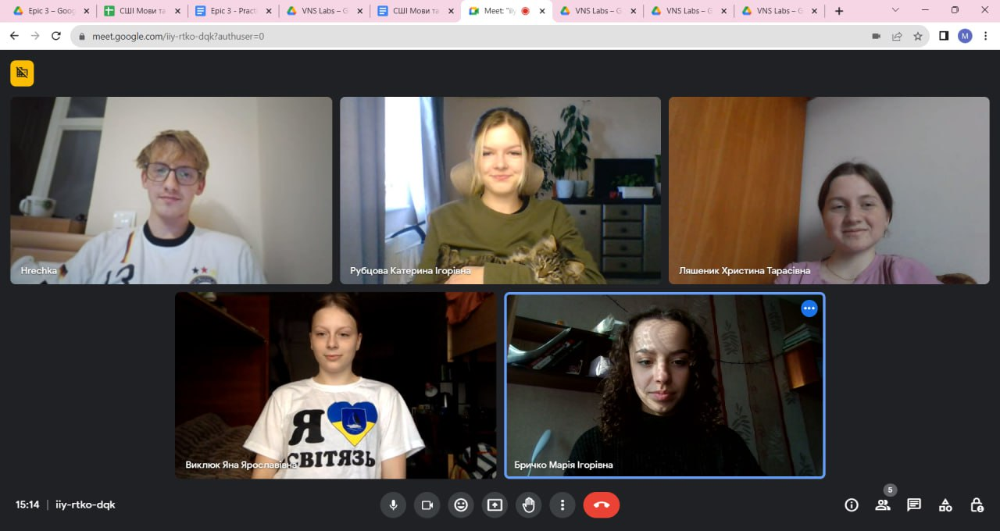 Epic 3 – Goog
СШІ Мови та
Epic 3 - Practi
VNS Labs – G
СШІ Мови та
Meet: "iiy
VNS Labs – G
VNS Labs – G
VNS Labs – G
meet.google.com/iiy-rtko-dqk?authuser=0
M
Hrechka
Рубцова Катерина Ігорівна
Ляшеник Христина Тарасівна
13
Я
СВІТЯЗЬ
Виклюк Яна Ярославівна
Бричко Марія Ігорівна
15:14 | iiy-rtko-dqk
5